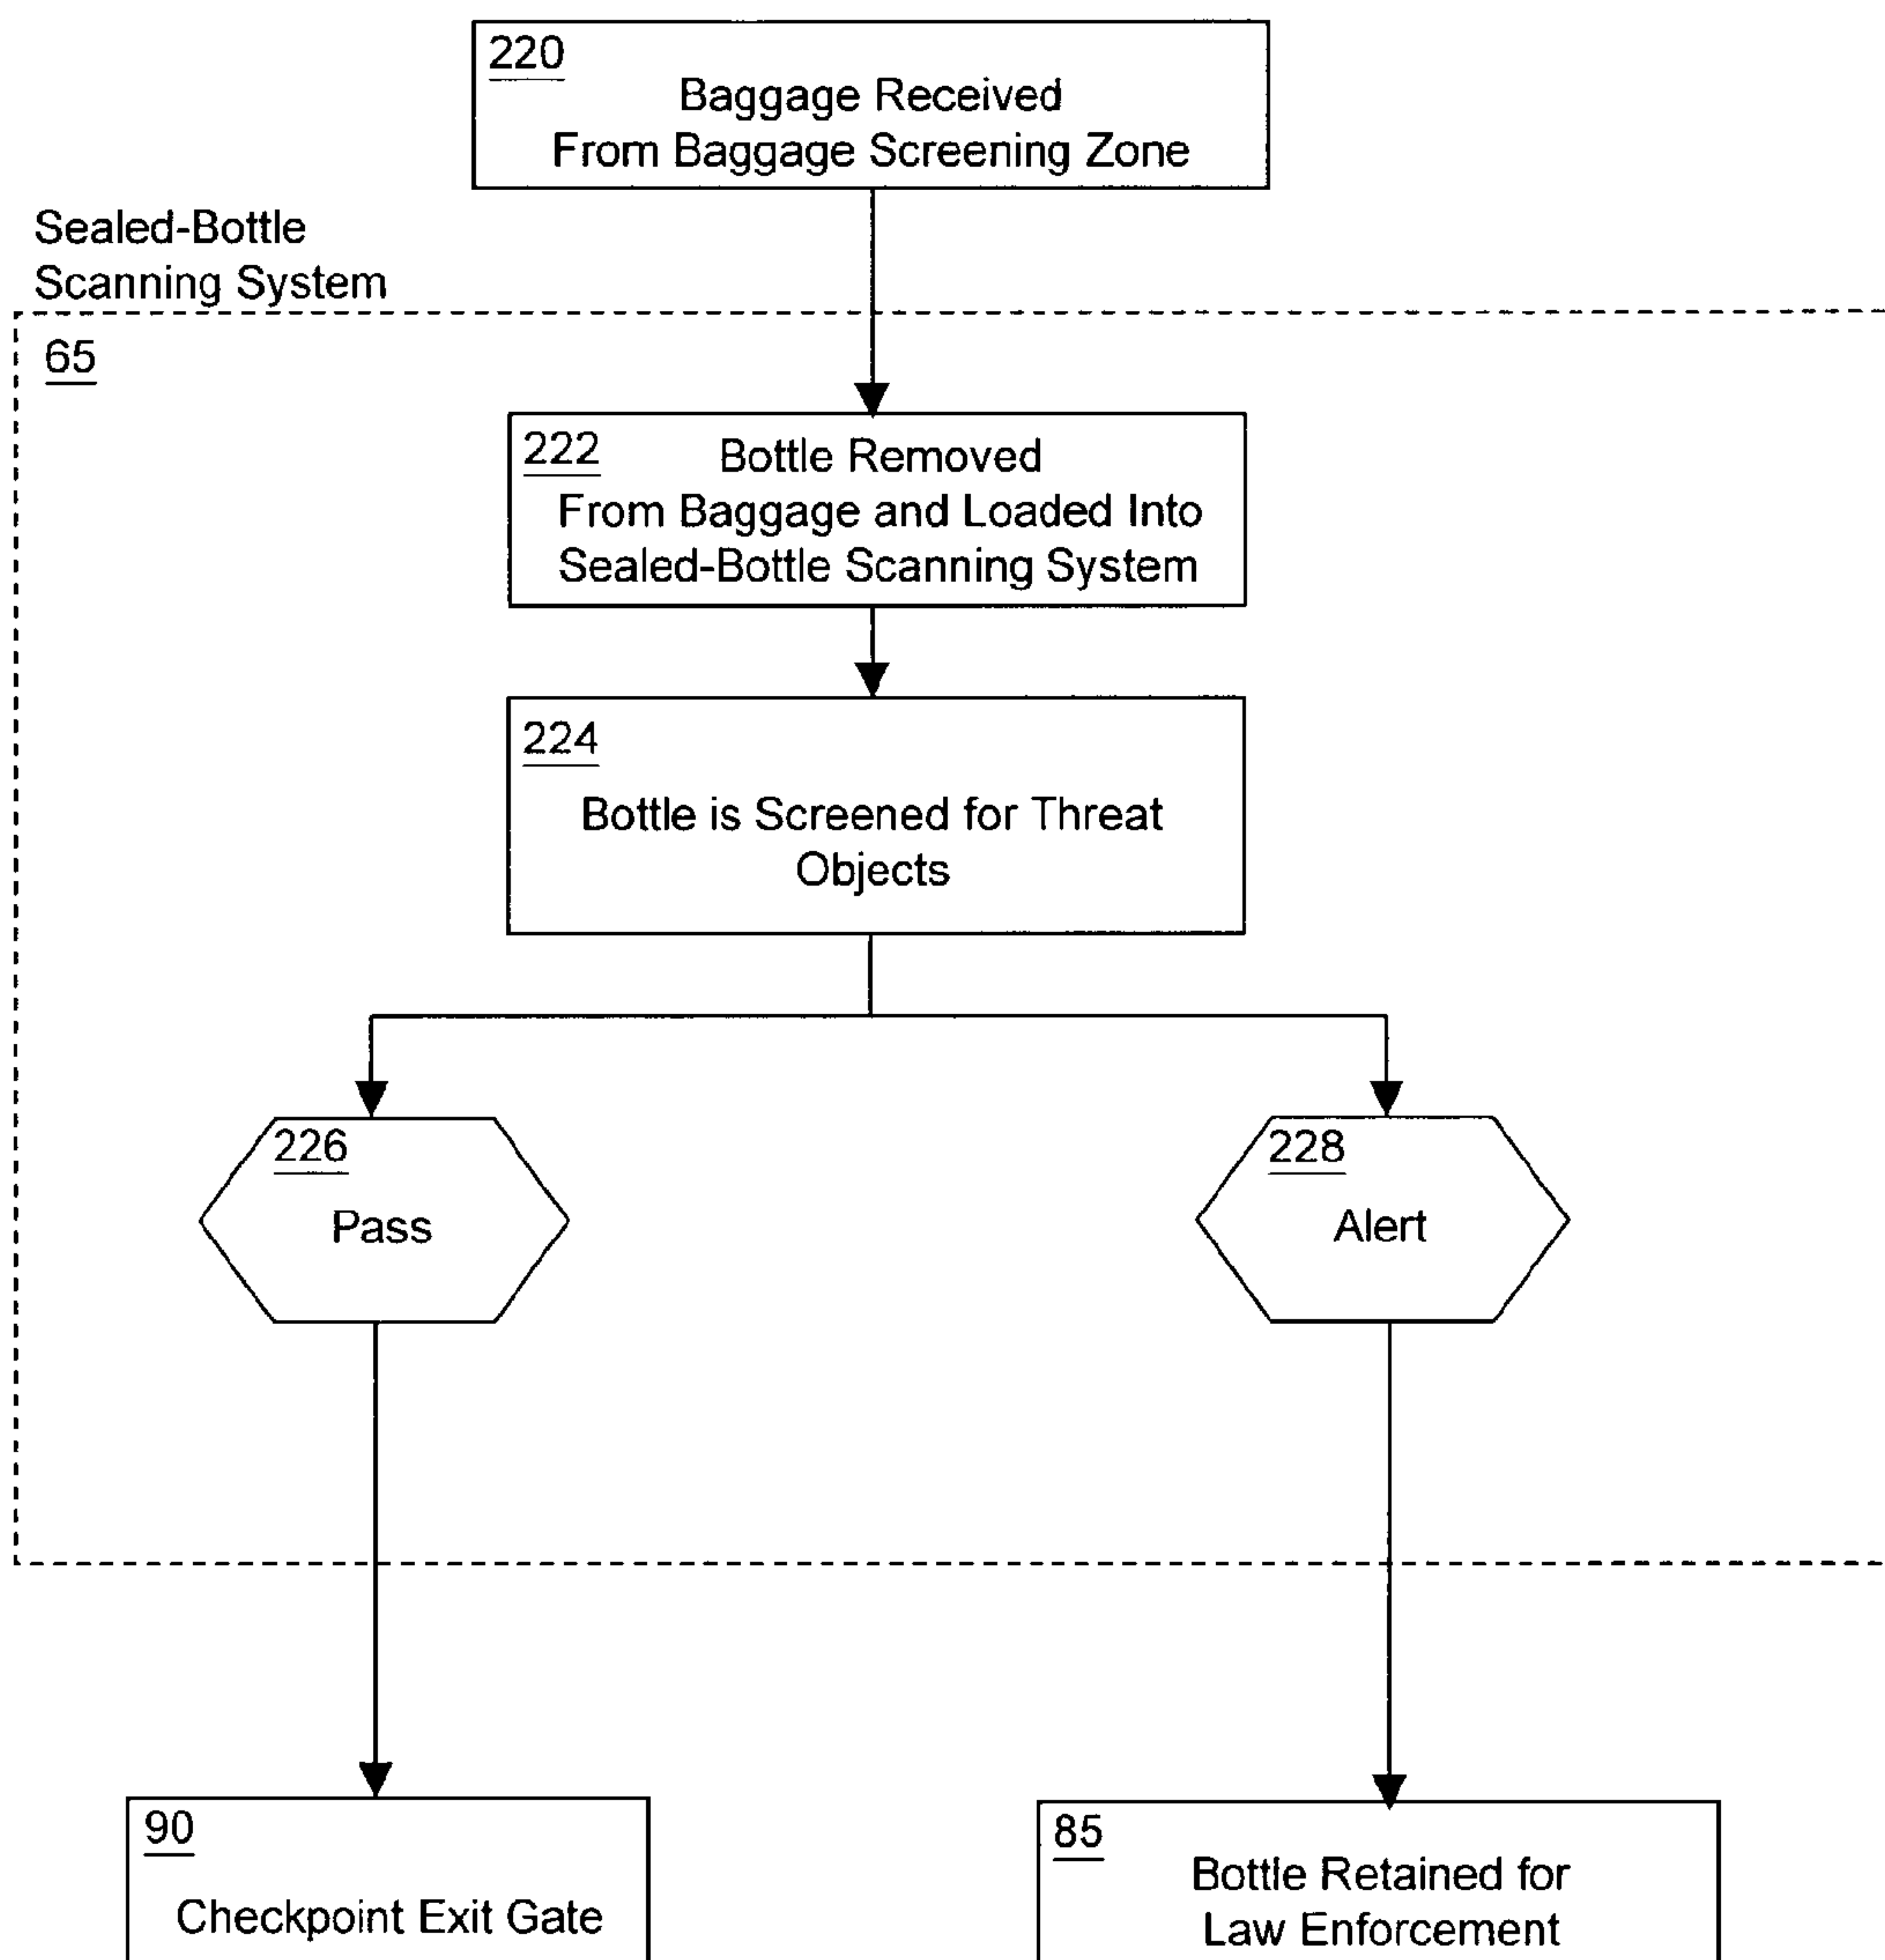 220
Baggage Received
From Baggage Screening Zone
Sealed-Bottle
Scanning System
65
222
Bottle Removed
From Baggage and Loaded Into
Sealed-Bottle Scanning System
224
Bottle is Screened for Threat
Objects
226
Pass
228
Alert
90
Checkpoint Exit Gate
85
Bottle Retained for
Law Enforcement